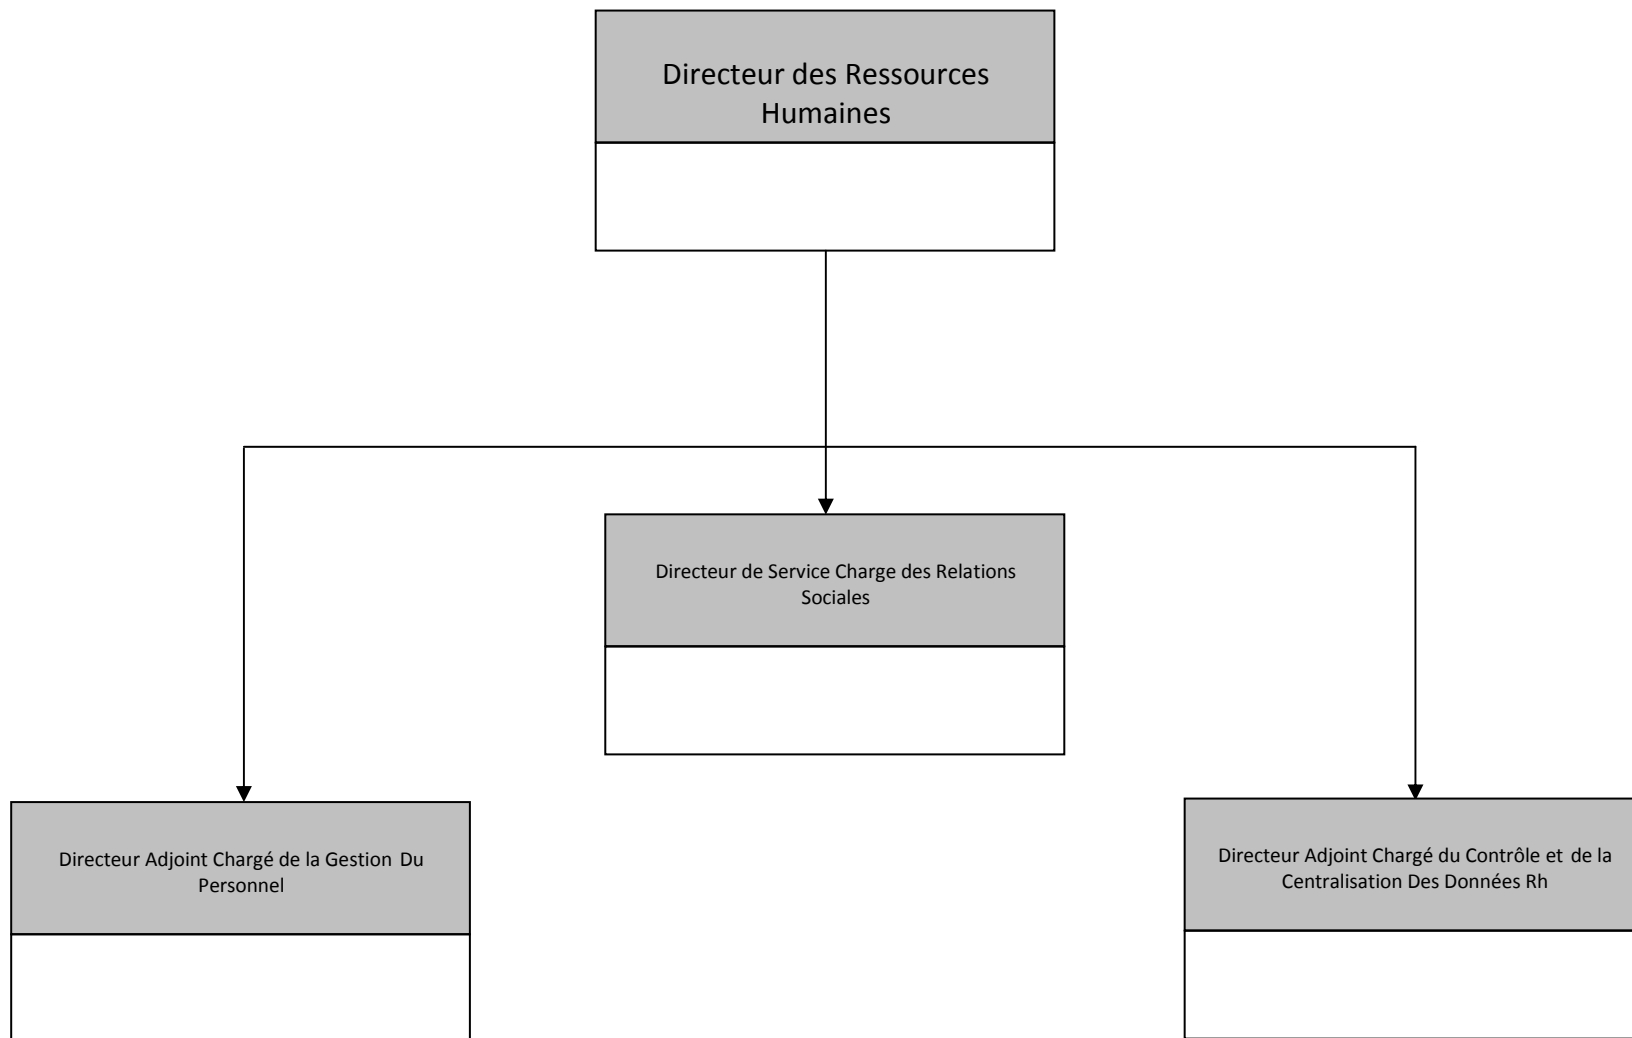 Directeur des Ressources
Humaines
Directeur de Service Charge des Relations
Sociales
Directeur Adjoint Chargé de la Gestion Du
Personnel
Directeur Adjoint Chargé du Contrôle et de la
Centralisation Des Données Rh